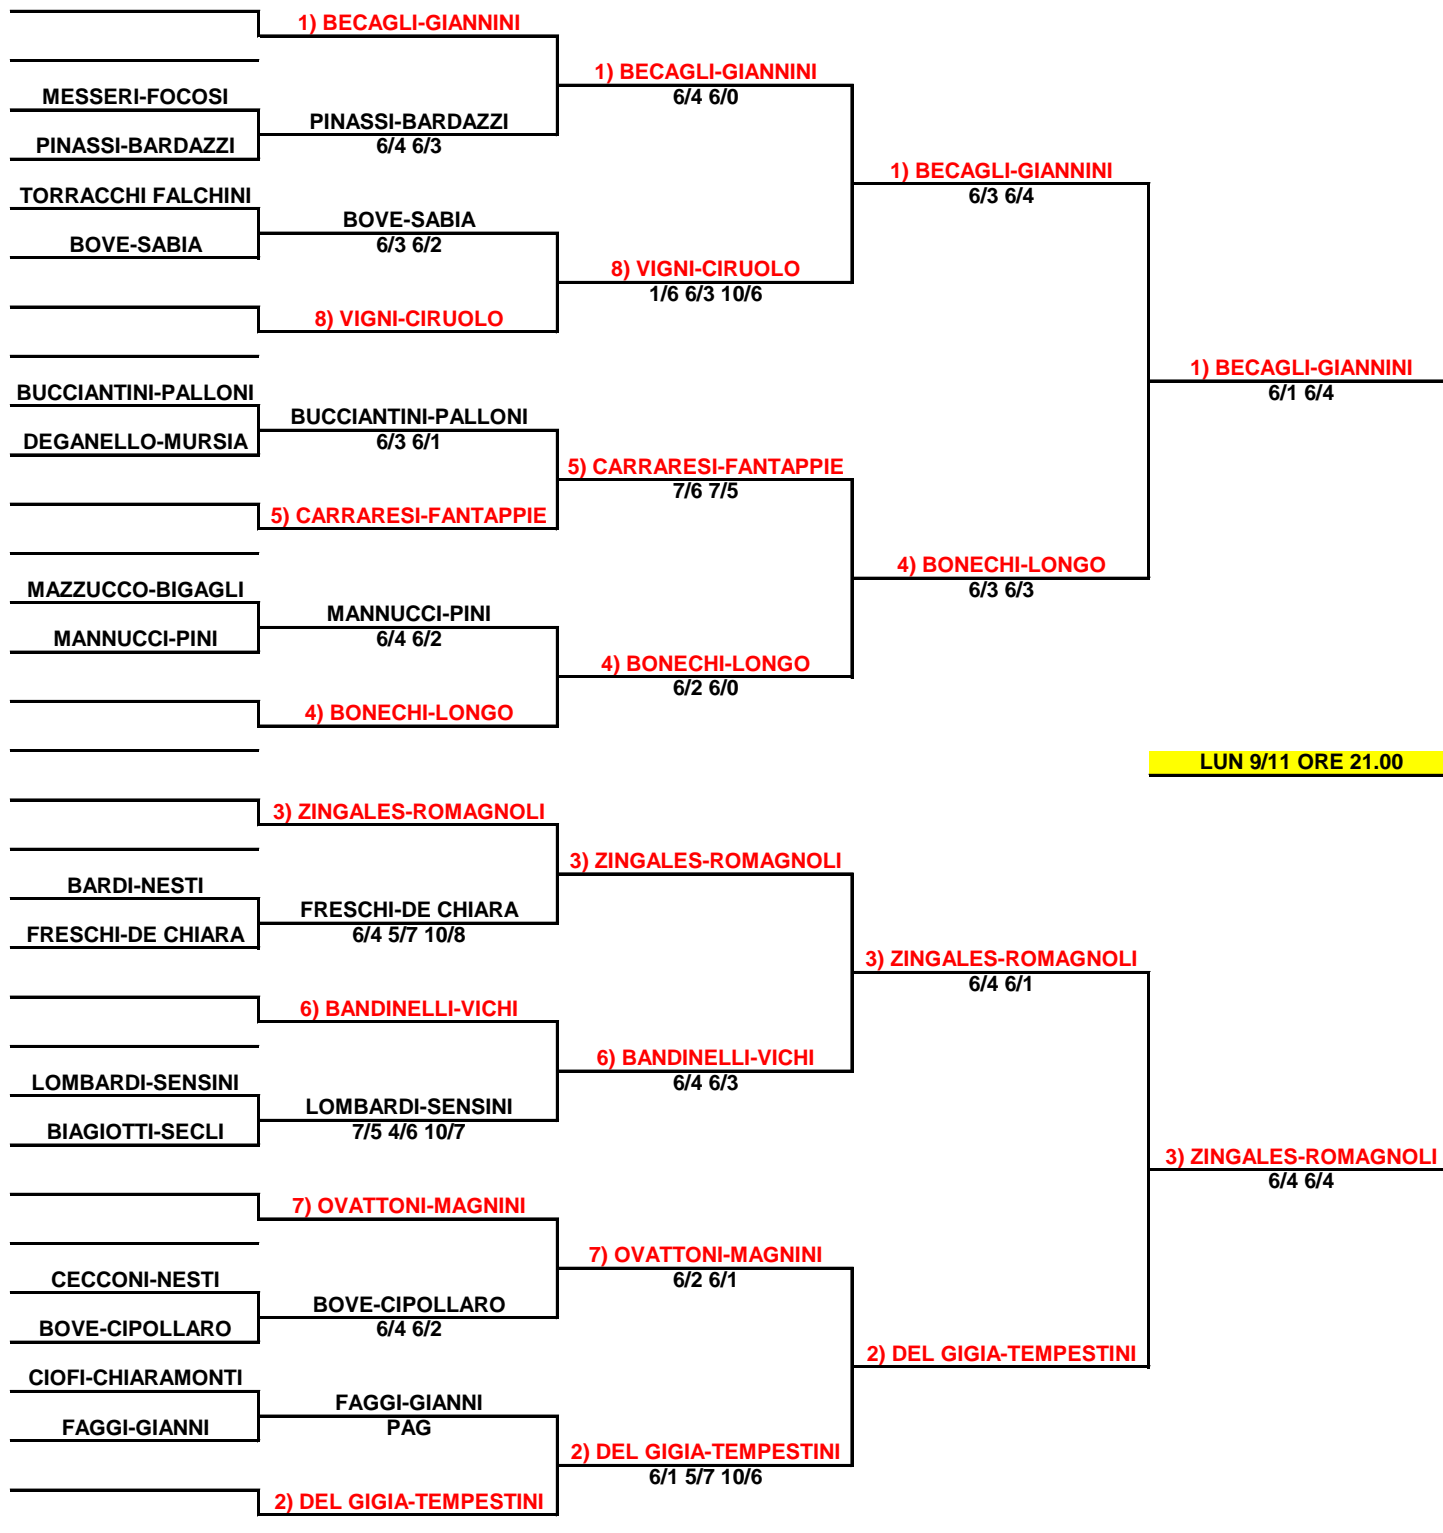 1) BECAGLI-GIANNINI
1) BECAGLI-GIANNINI
6/4 6/0
MESSERI-FOCOSI
PINASSI-BARDAZZI
6/4 6/3
PINASSI-BARDAZZI
1) BECAGLI-GIANNINI
6/3 6/4
TORRACCHI FALCHINI
BOVE-SABIA
6/3 6/2
BOVE-SABIA
8) VIGNI-CIRUOLO
1/6 6/3 10/6
8) VIGNI-CIRUOLO
1) BECAGLI-GIANNINI
6/1 6/4
BUCCIANTINI-PALLONI
BUCCIANTINI-PALLONI
6/3 6/1
DEGANELLO-MURSIA
5) CARRARESI-FANTAPPIE
7/6 7/5
5) CARRARESI-FANTAPPIE
4) BONECHI-LONGO
6/3 6/3
MAZZUCCO-BIGAGLI
MANNUCCI-PINI
6/4 6/2
MANNUCCI-PINI
4) BONECHI-LONGO
6/2 6/0
4) BONECHI-LONGO
LUN 9/11 ORE 21.00
3) ZINGALES-ROMAGNOLI
3) ZINGALES-ROMAGNOLI
BARDI-NESTI
FRESCHI-DE CHIARA
6/4 5/7 10/8
FRESCHI-DE CHIARA
3) ZINGALES-ROMAGNOLI
6/4 6/1
6) BANDINELLI-VICHI
6) BANDINELLI-VICHI
6/4 6/3
LOMBARDI-SENSINI
LOMBARDI-SENSINI
7/5 4/6 10/7
BIAGIOTTI-SECLI
3) ZINGALES-ROMAGNOLI
6/4 6/4
7) OVATTONI-MAGNINI
7) OVATTONI-MAGNINI
6/2 6/1
CECCONI-NESTI
BOVE-CIPOLLARO
6/4 6/2
BOVE-CIPOLLARO
2) DEL GIGIA-TEMPESTINI
CIOFI-CHIARAMONTI
FAGGI-GIANNI
PAG
FAGGI-GIANNI
2) DEL GIGIA-TEMPESTINI
6/1 5/7 10/6
2) DEL GIGIA-TEMPESTINI